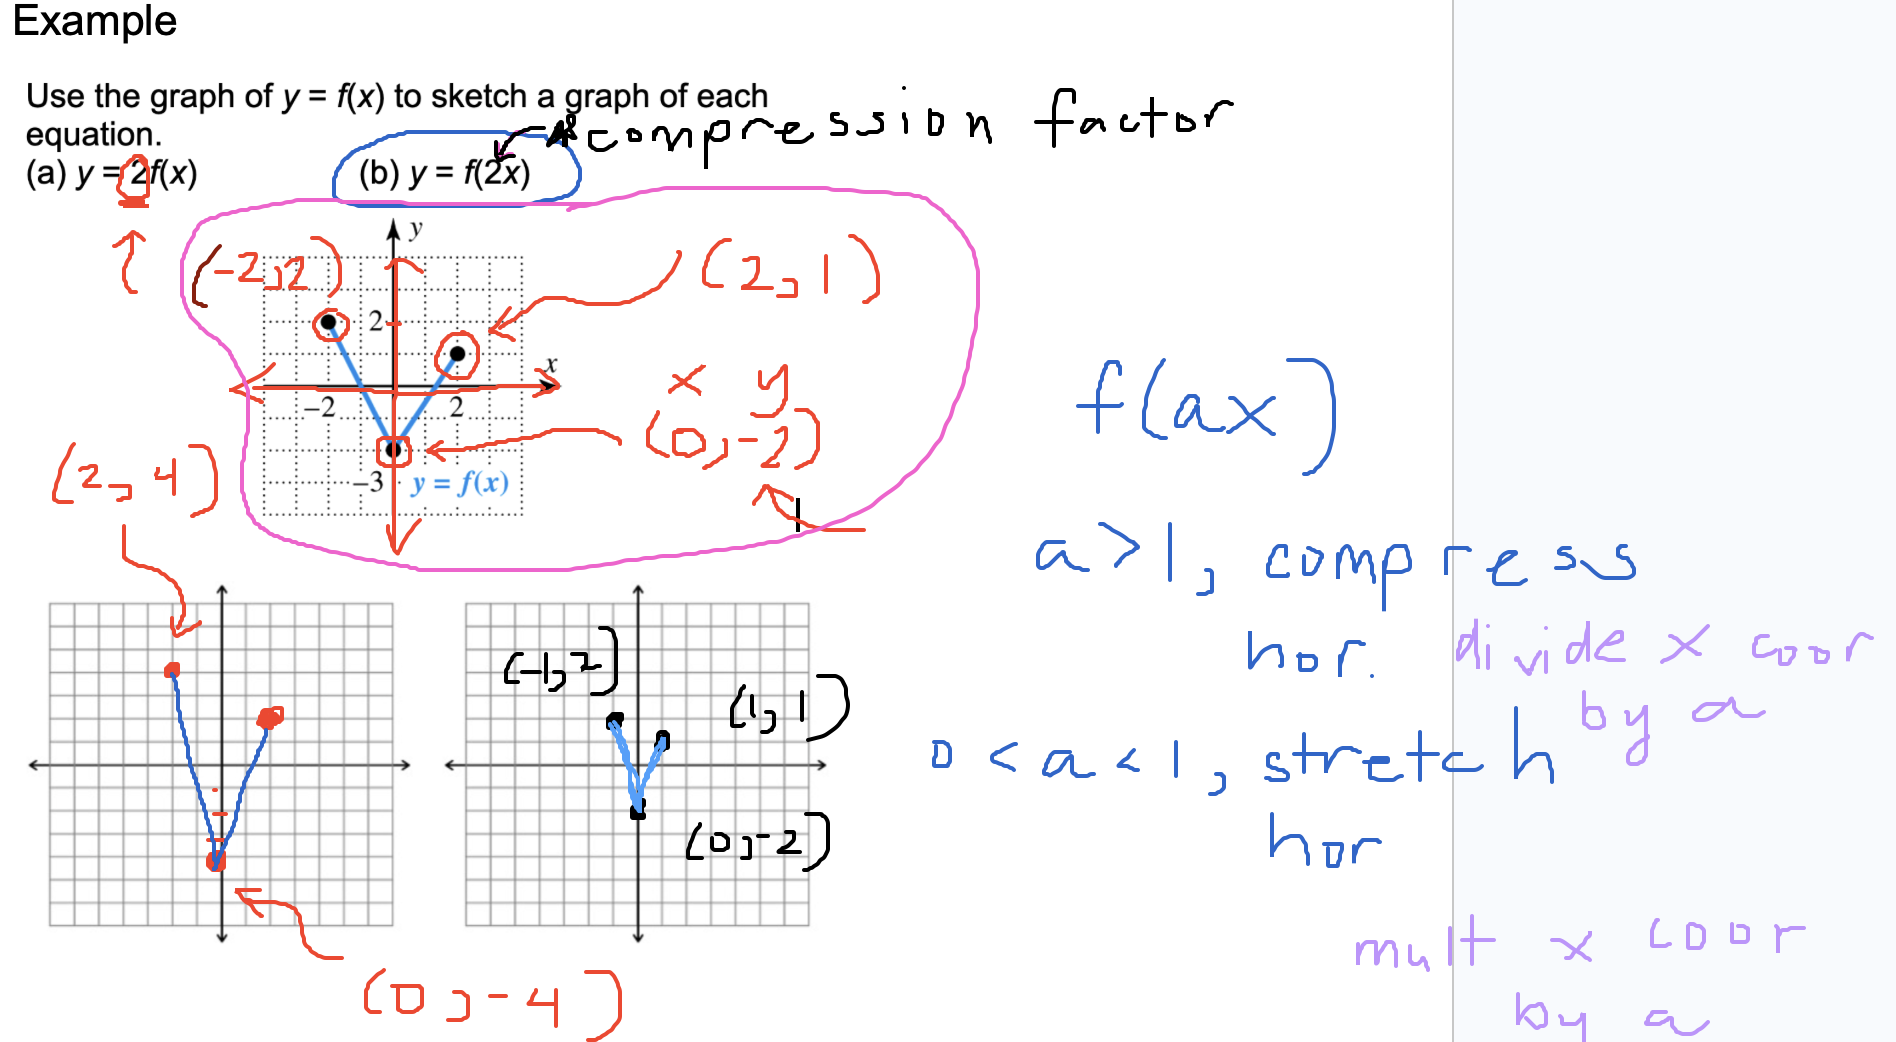 Example
Use the graph of y = f(x) to sketch a graph of each
equation.
compression factor
(a) y = 2f(x)
(b) y = f(2x)
y
(-2,2)
(2,1)
2
x
−2
2
x y
(0,-2)
−3
y = f(x)
(2,4)
f(ax)
a>1, compress
hor. divide x coor
by a
(-1,2)
(1,1)
0<a<1, stretch
hor
(0,-2)
mult x coor
by a
(0,-4)